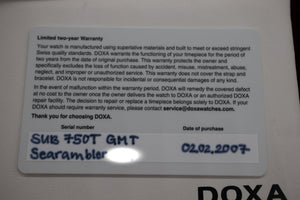 Limited two-year Warranty
Your watch is manufactured using superlative materials and built to meet or exceed stringent
Swiss quality standards. DOXA warrants the functioning of your timepiece for the period of
two years from the date of original purchase. This warranty protects the owner and
specifically excludes the loss of function caused by accident, misuse, mistreatment, abuse,
neglect, and improper or unauthorized service. This warranty does not cover the strap and
bracelet. DOXA is not responsible for incidental or consequential damages of any kind.
In the event of malfunction within the warranty period, DOXA will remedy the covered defect
at no cost to the owner once the owner delivers the watch to DOXA or an authorized DOXA
repair facility. The decision to repair or replace a timepiece belongs solely to DOXA. If your
DOXA should require warranty service, please contact service@doxawatches.com.
Thank you for choosing DOXA.
Serial number Date of purchase
SUB 750T GMT
Searambler 02.02.2007
DOXA